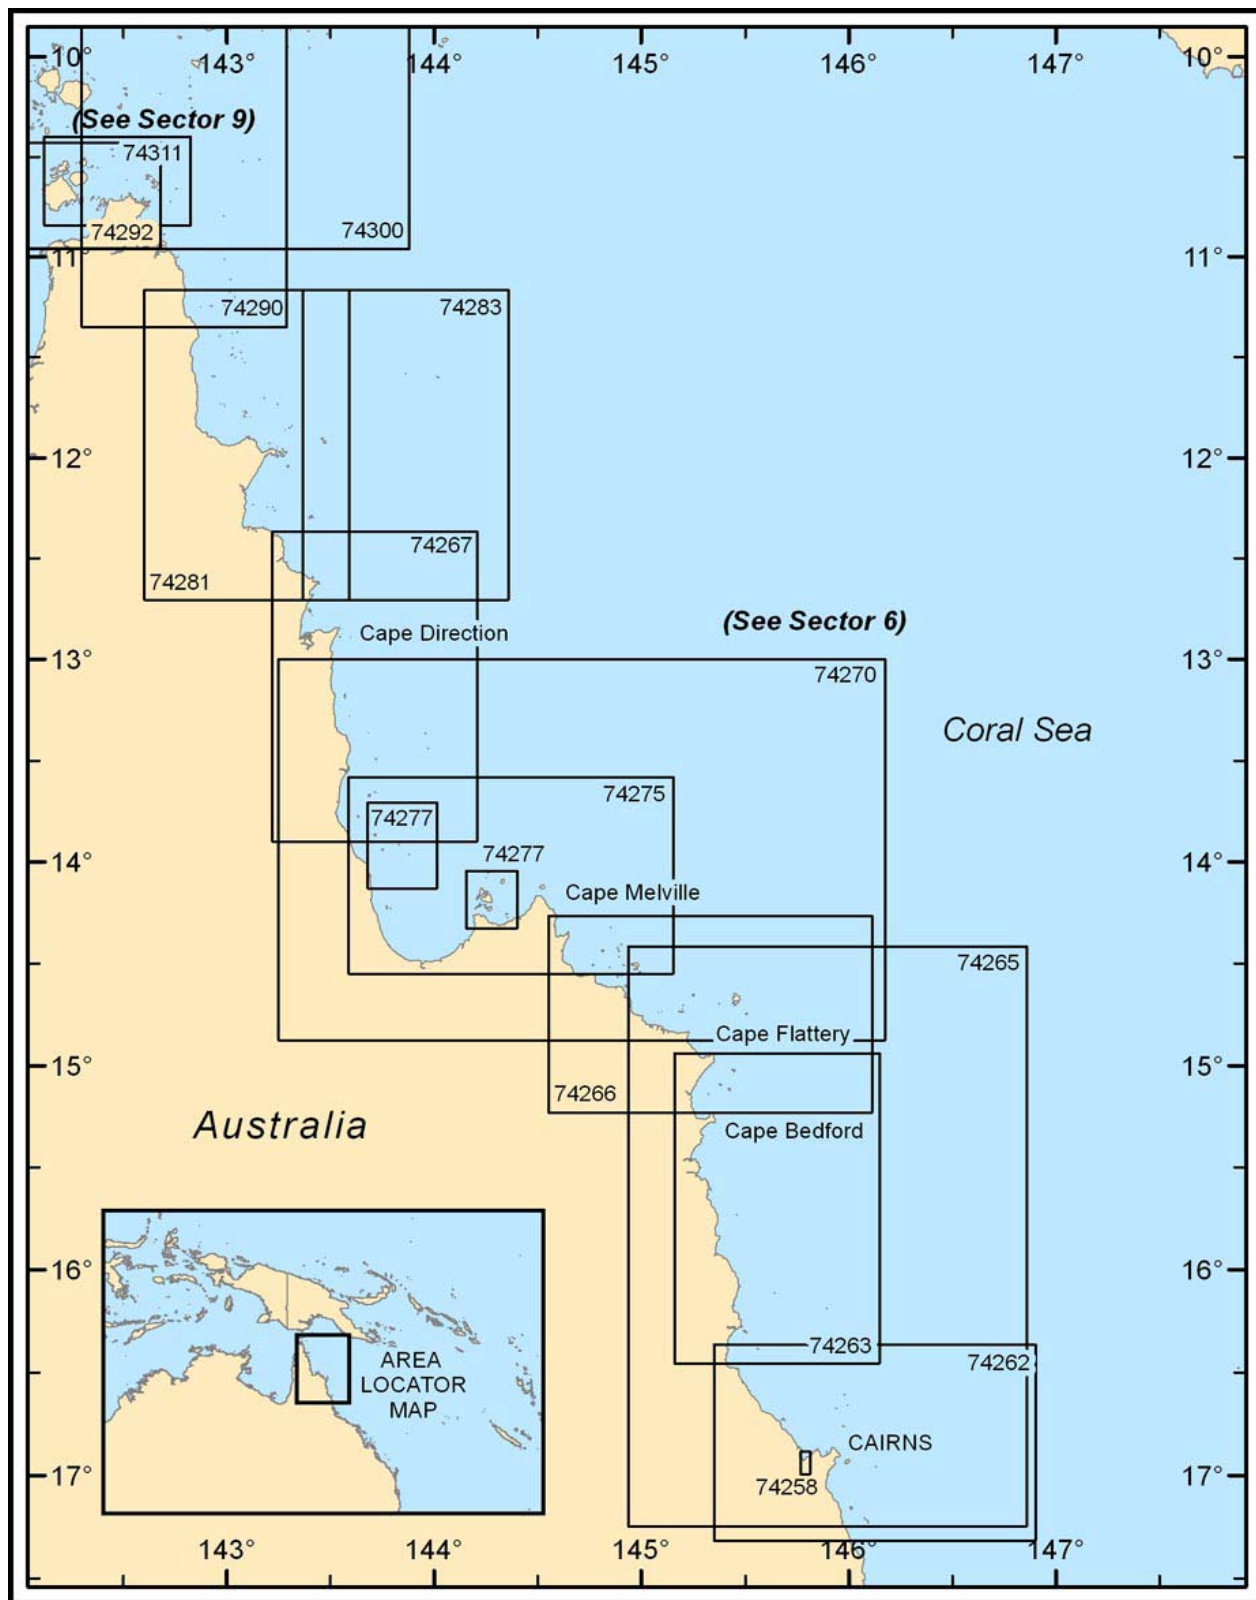 10° 143° 144° 145° 146° 147° 10°
(See Sector 9)
74311
74292
74300
11° 11°
74290
74283
12° 12°
74267
74281
(See Sector 6)
Cape Direction
13° 13°
74270
Coral Sea
74275
74277
74277
14° 14°
Cape Melville
74265
Cape Flattery
15° 15°
74266
Australia
Cape Bedford
16° 16°
74263
AREA
LOCATOR
MAP
74262
CAIRNS
17° 17°
74258
143° 144° 145° 146° 147°